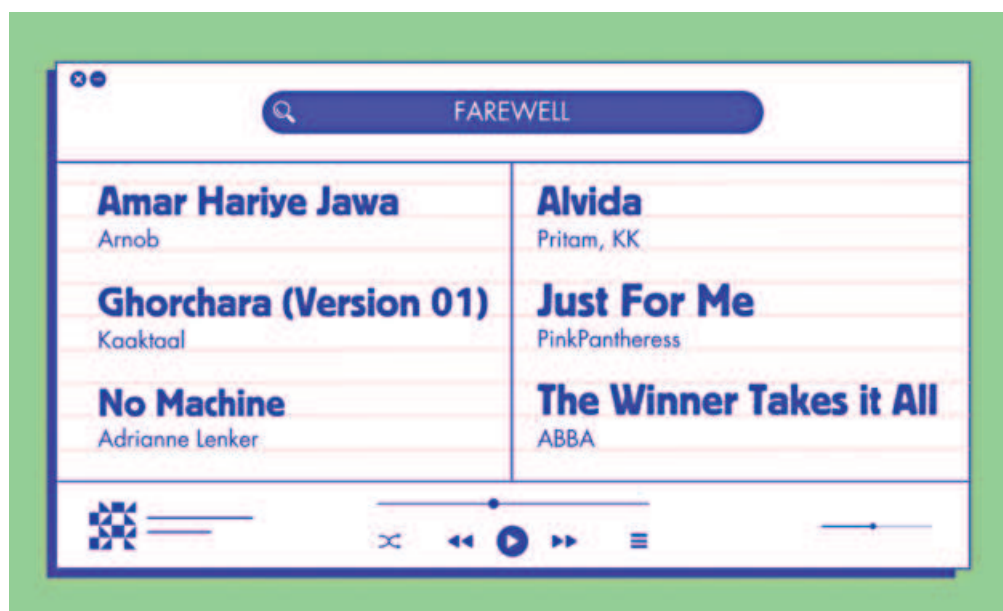 FAREWELL
Amar Hariye Jawa
Arnob
Ghorchara (Version 01)
Kaaktaal
No Machine
Adrianne Lenker
Alvida
Pritam, KK
Just For Me
PinkPantheress
The Winner Takes it All
ABBA